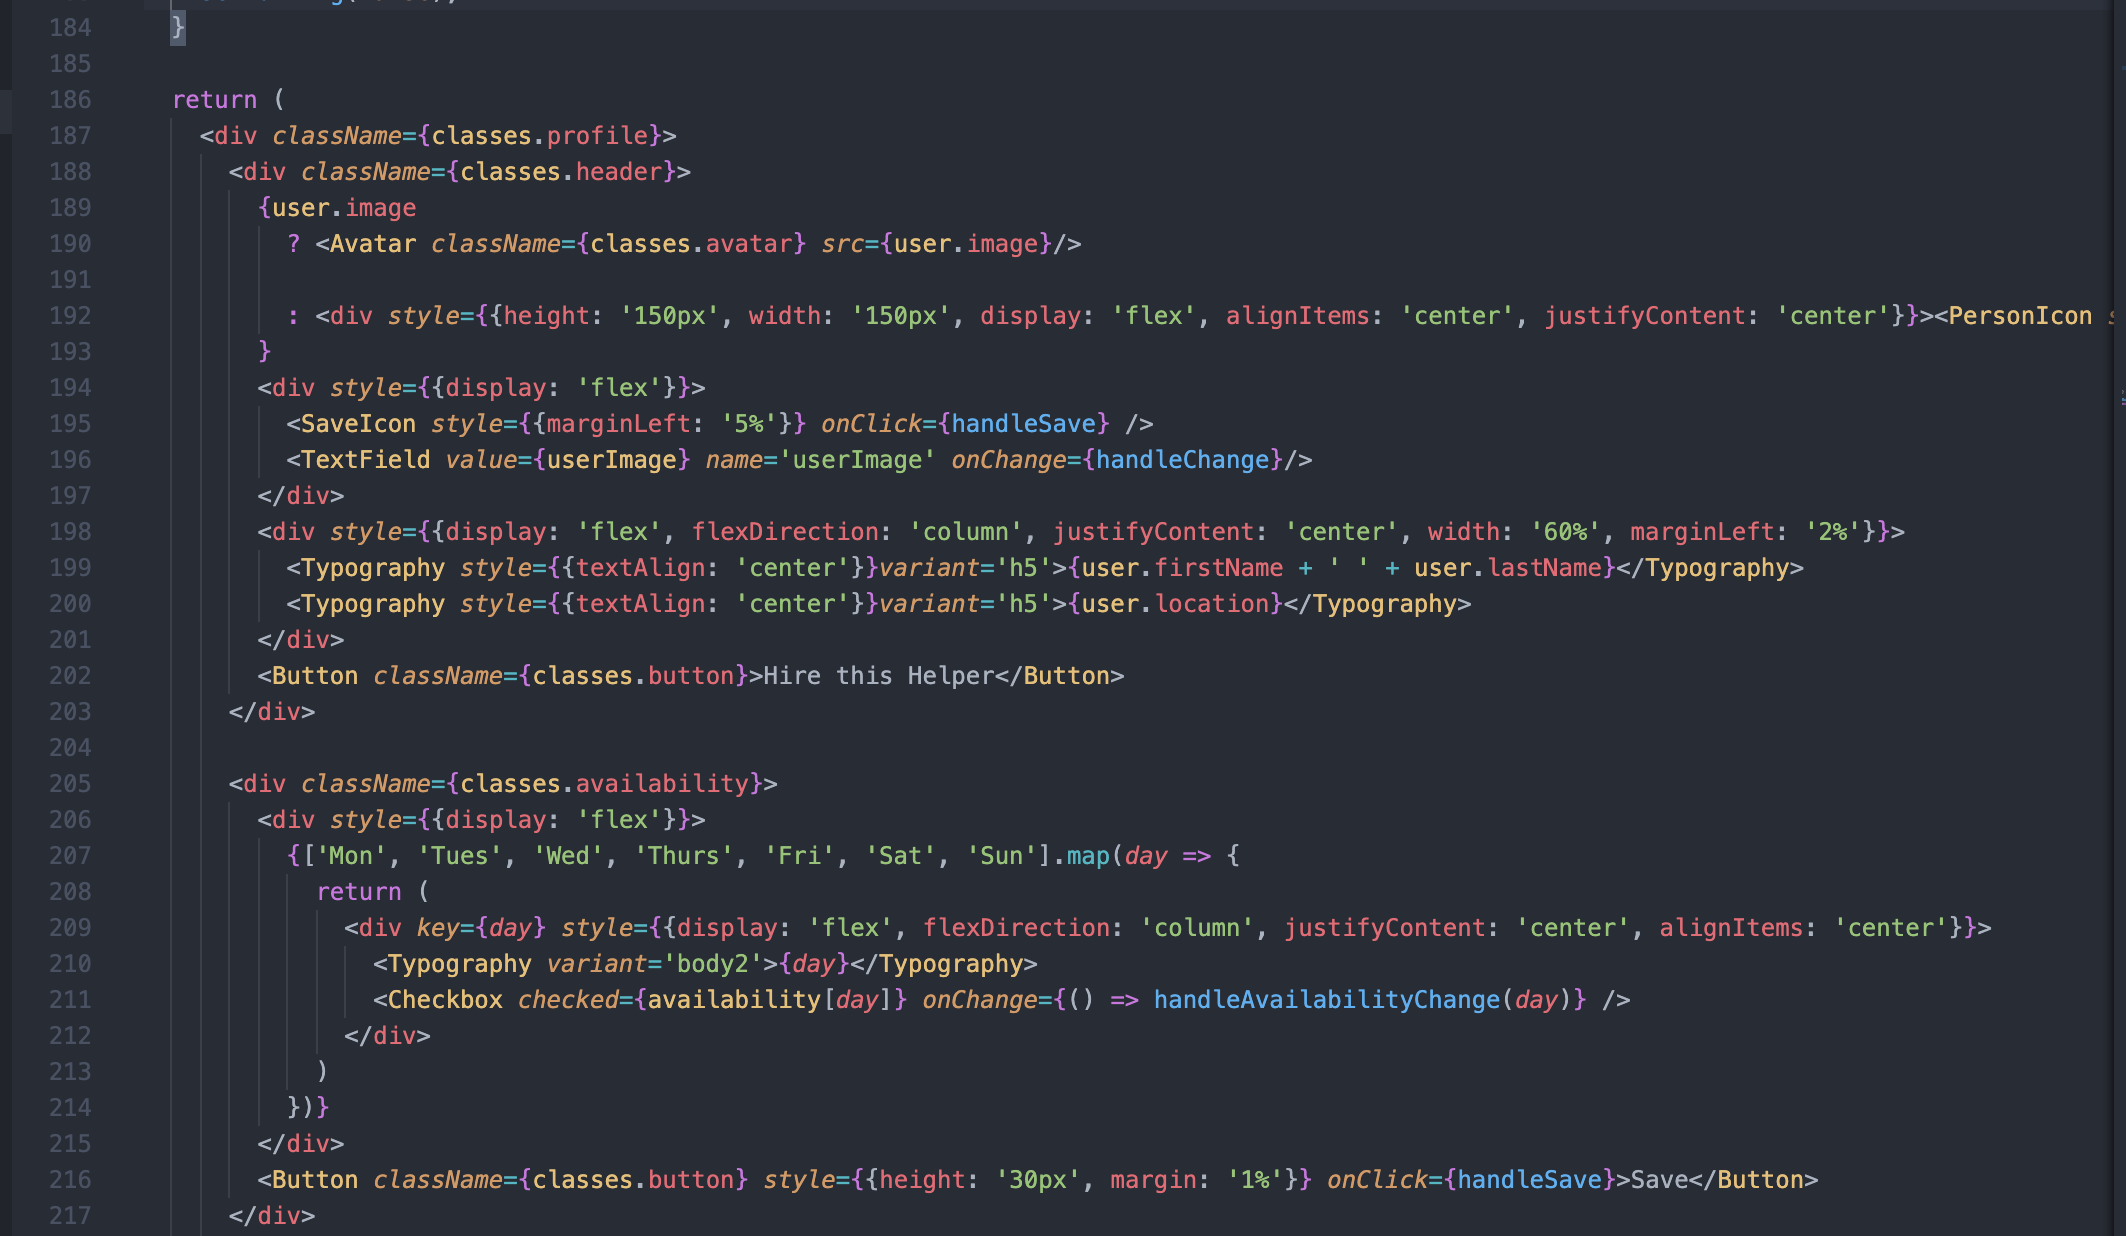 184 }
185
186 return (
187 <div className={classes.profile}>
188 <div className={classes.header}>
189 {user.image
190 ? <Avatar className={classes.avatar} src={user.image}/>
191
192 : <div style={{height: '150px', width: '150px', display: 'flex', alignItems: 'center', justifyContent: 'center'}}><PersonIcon
193 }
194 <div style={{display: 'flex'}}>
195 <SaveIcon style={{marginLeft: '5%'}} onClick={handleSave} />
196 <TextField value={userImage} name='userImage' onChange={handleChange}/>
197 </div>
198 <div style={{display: 'flex', flexDirection: 'column', justifyContent: 'center', width: '60%', marginLeft: '2%'}}>
199 <Typography style={{textAlign: 'center'}}variant='h5'>{user.firstName + ' ' + user.lastName}</Typography>
200 <Typography style={{textAlign: 'center'}}variant='h5'>{user.location}</Typography>
201 </div>
202 <Button className={classes.button}>Hire this Helper</Button>
203 </div>
204
205 <div className={classes.availability}>
206 <div style={{display: 'flex'}}>
207 {['Mon', 'Tues', 'Wed', 'Thurs', 'Fri', 'Sat', 'Sun'].map(day => {
208 return (
209 <div key={day} style={{display: 'flex', flexDirection: 'column', justifyContent: 'center', alignItems: 'center'}}>
210 <Typography variant='body2'>{day}</Typography>
211 <Checkbox checked={availability[day]} onChange={() => handleAvailabilityChange(day)} />
212 </div>
213 )
214 })}
215 </div>
216 <Button className={classes.button} style={{height: '30px', margin: '1%'}} onClick={handleSave}>Save</Button>
217 </div>